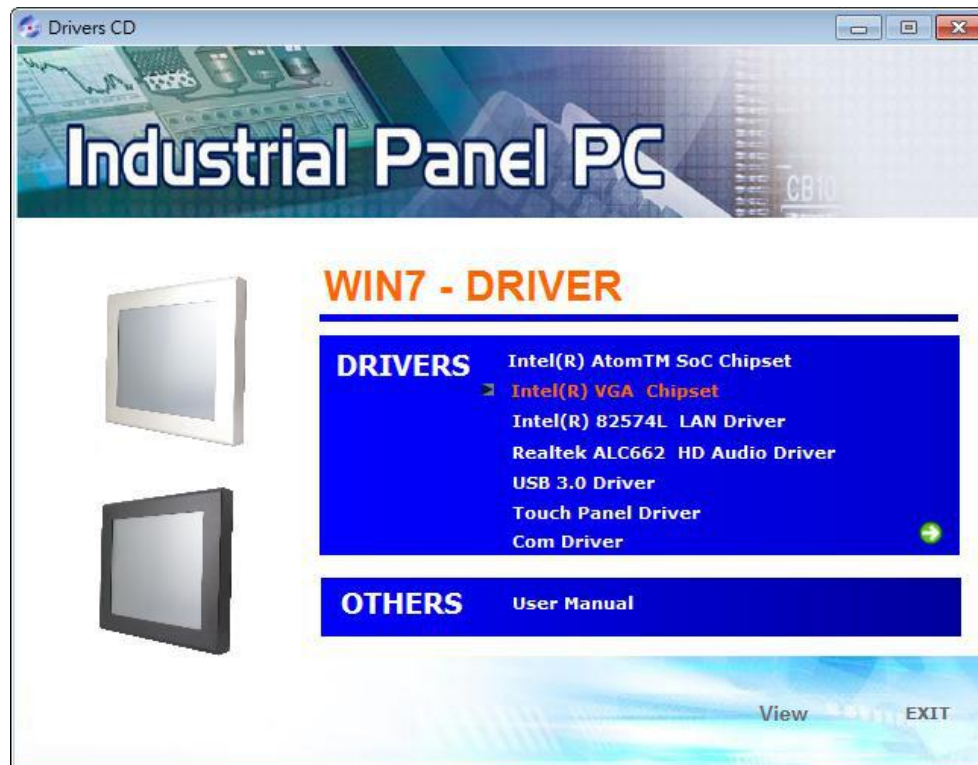 Drivers CD
Industrial Panel PC
CB10
WIN7 - DRIVER
DRIVERS
Intel(R) AtomTM SoC Chipset
Intel(R) VGA Chipset
Intel(R) 82574L LAN Driver
Realtek ALC662 HD Audio Driver
USB 3.0 Driver
Touch Panel Driver
Com Driver
OTHERS
User Manual
View
EXIT